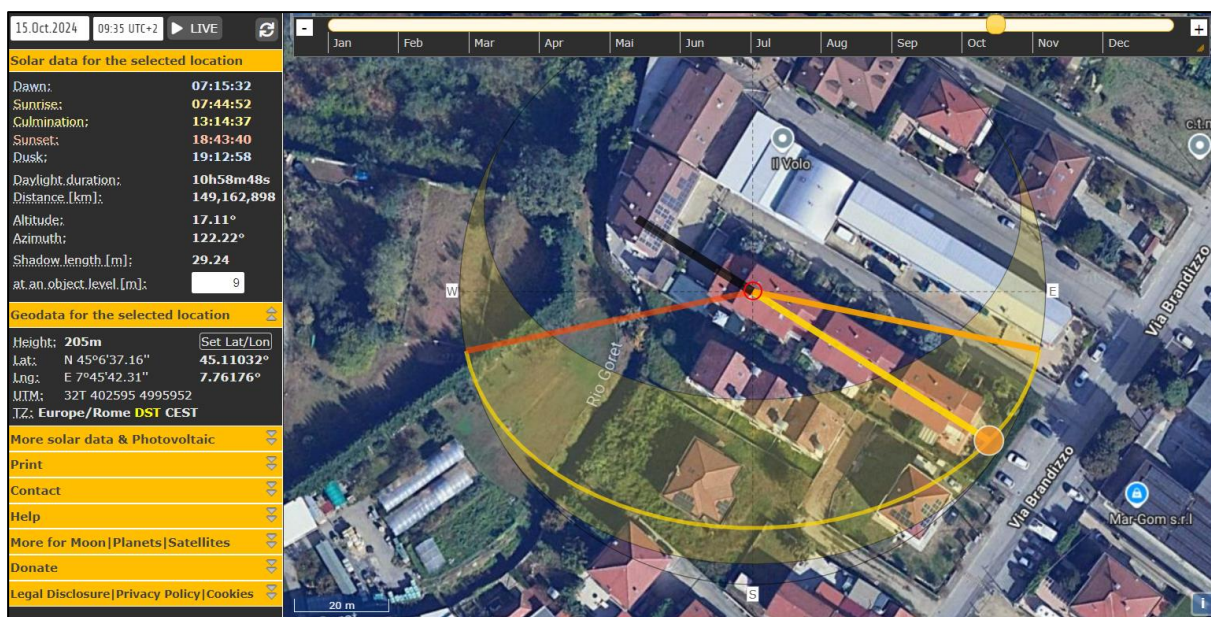 15.Oct.2024 09:35 UTC+2 LIVE
Solar data for the selected location
Dawn: 07:15:32
Sunrise: 07:44:52
Culmination: 13:14:37
Sunset: 18:43:40
Dusk: 19:12:58
Daylight duration: 10h58m48s
Distance [km]: 149,162,898
Altitude: 17.11°
Azimuth: 122.22°
Shadow length [m]: 29.24
at an object level [m]: 9
Geodata for the selected location
Height: 205m Set Lat/Lon
Lat: N 45°6'37.16'' 45.11032°
Lng: E 7°45'42.31'' 7.76176°
UTM: 32T 402595 4995952
TZ: Europe/Rome DST CEST
More solar data & Photovoltaic
Print
Contact
Help
More for Moon|Planets|Satellites
Donate
Legal Disclosure|Privacy Policy|Cookies
- +
Jan Feb Mar Apr Mai Jun Jul Aug Sep Oct Nov Dec
c.t.n
Il Volo
W E
Via Brandizzo
Rio Goret
Via Brandizzo
Mar-Gom s.r.l
S
20 m
i